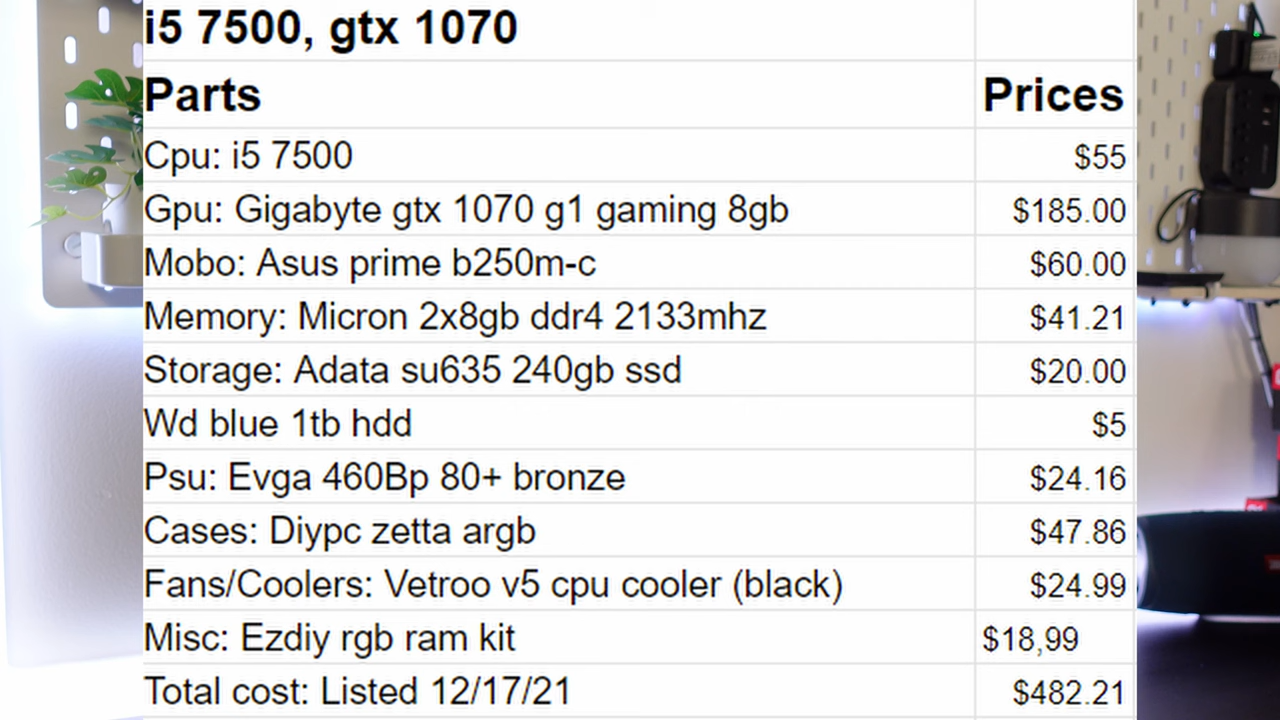 i5 7500, gtx 1070
Parts Prices
Cpu: i5 7500 $55
Gpu: Gigabyte gtx 1070 g1 gaming 8gb $185.00
Mobo: Asus prime b250m-c $60.00
Memory: Micron 2x8gb ddr4 2133mhz $41.21
Storage: Adata su635 240gb ssd $20.00
Wd blue 1tb hdd $5
Psu: Evga 460Bp 80+ bronze $24.16
Cases: Diypc zetta argb $47.86
Fans/Coolers: Vetroo v5 cpu cooler (black) $24.99
Misc: Ezdiy rgb ram kit $18,99
Total cost: Listed 12/17/21 $482.21